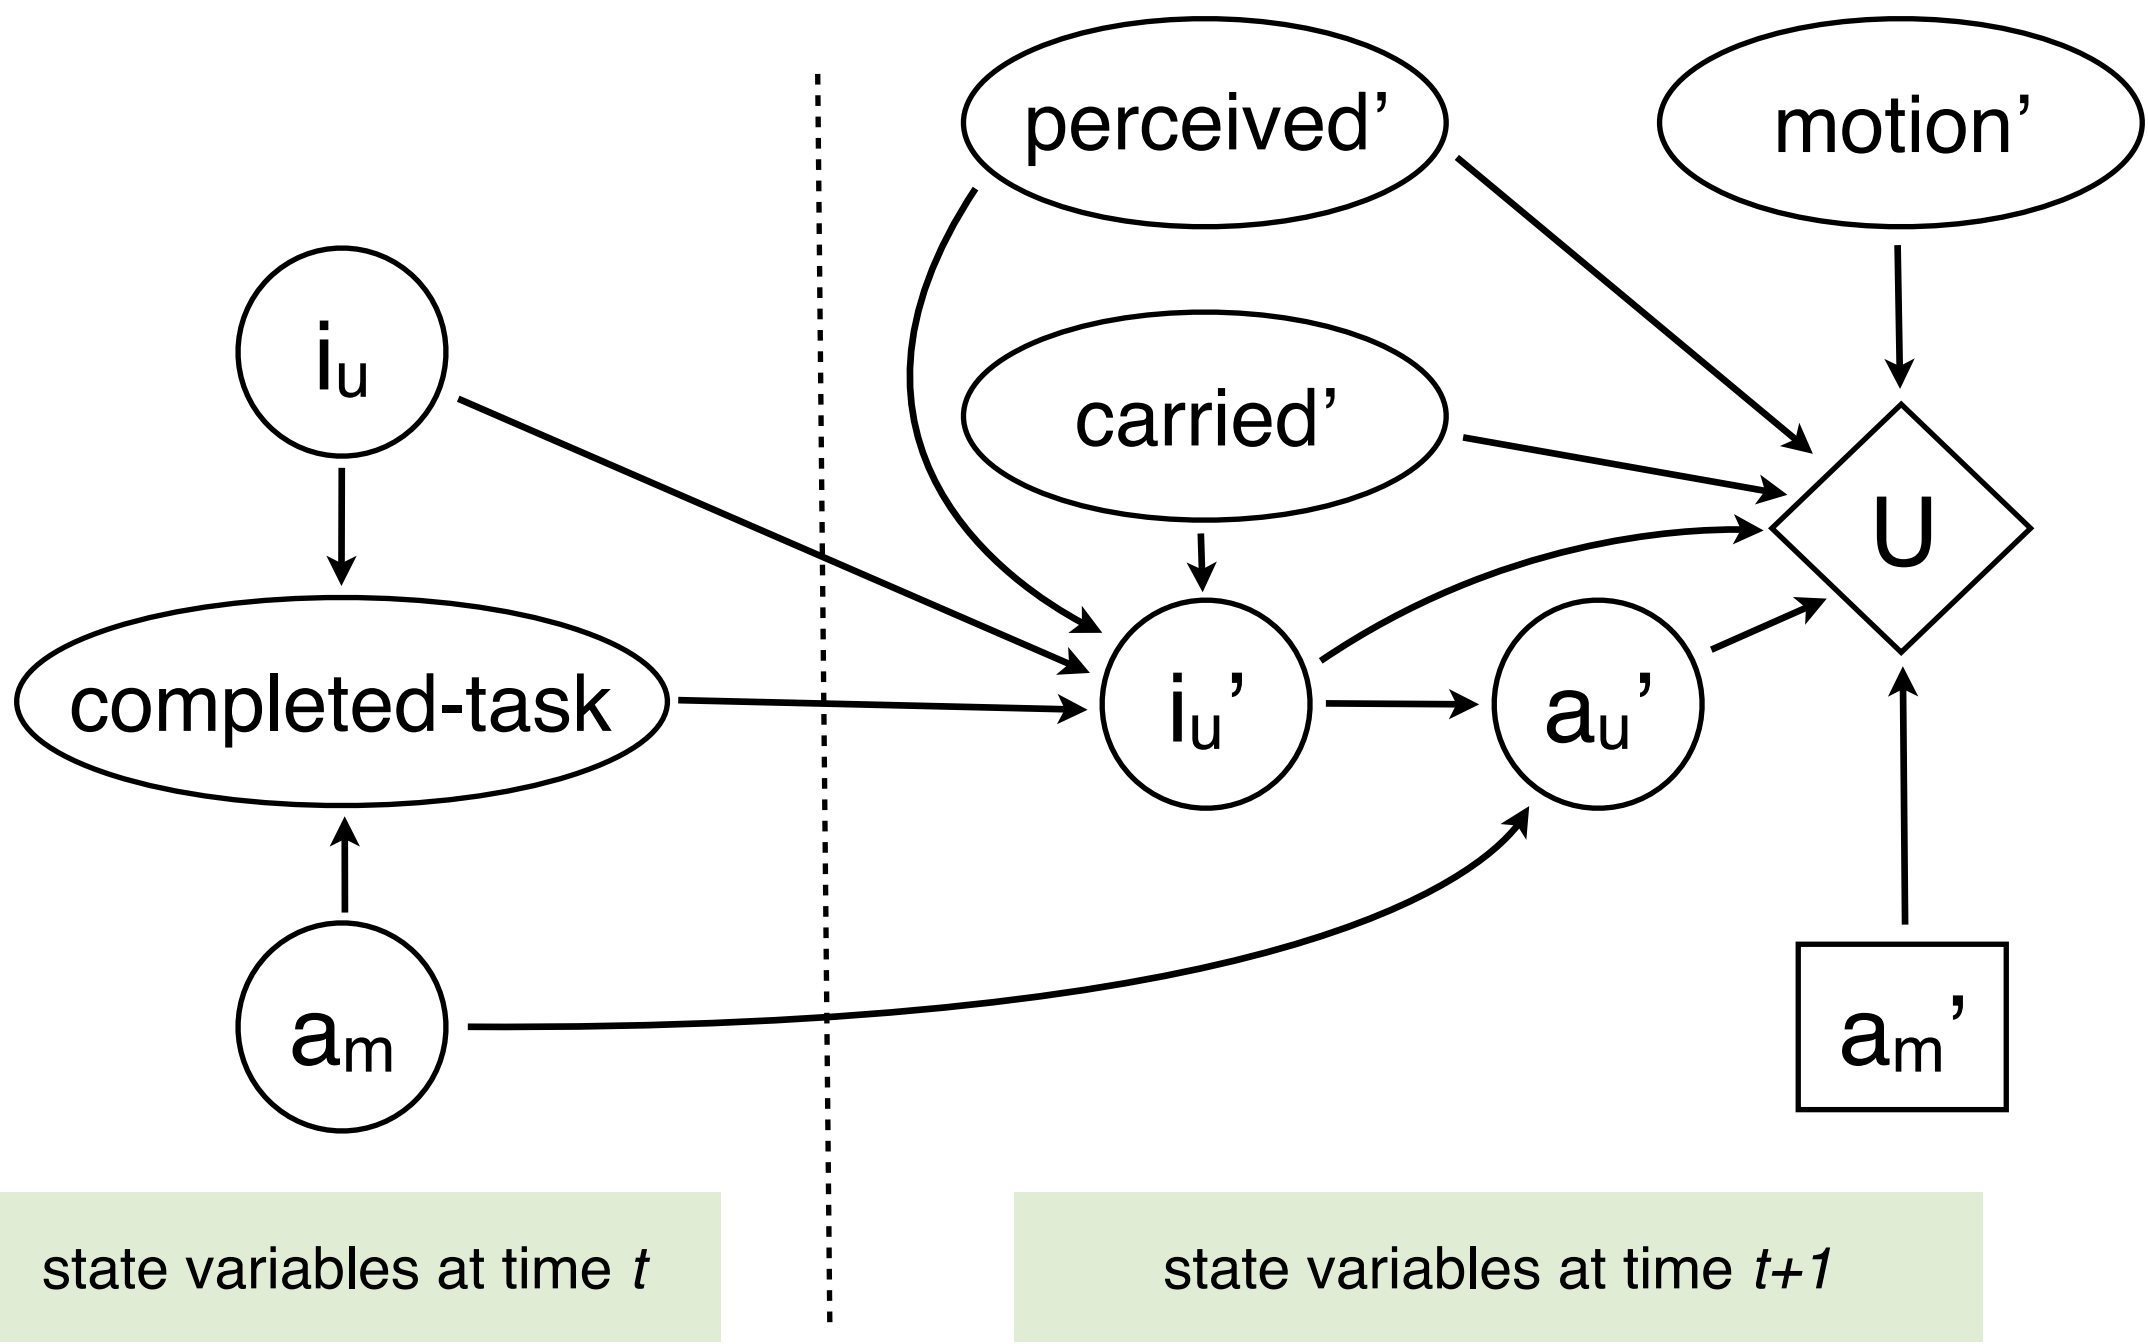 perceived’
motion’
iu
carried’
U
completed-task
iu’
au’
am
am’
state variables at time t
state variables at time t+1